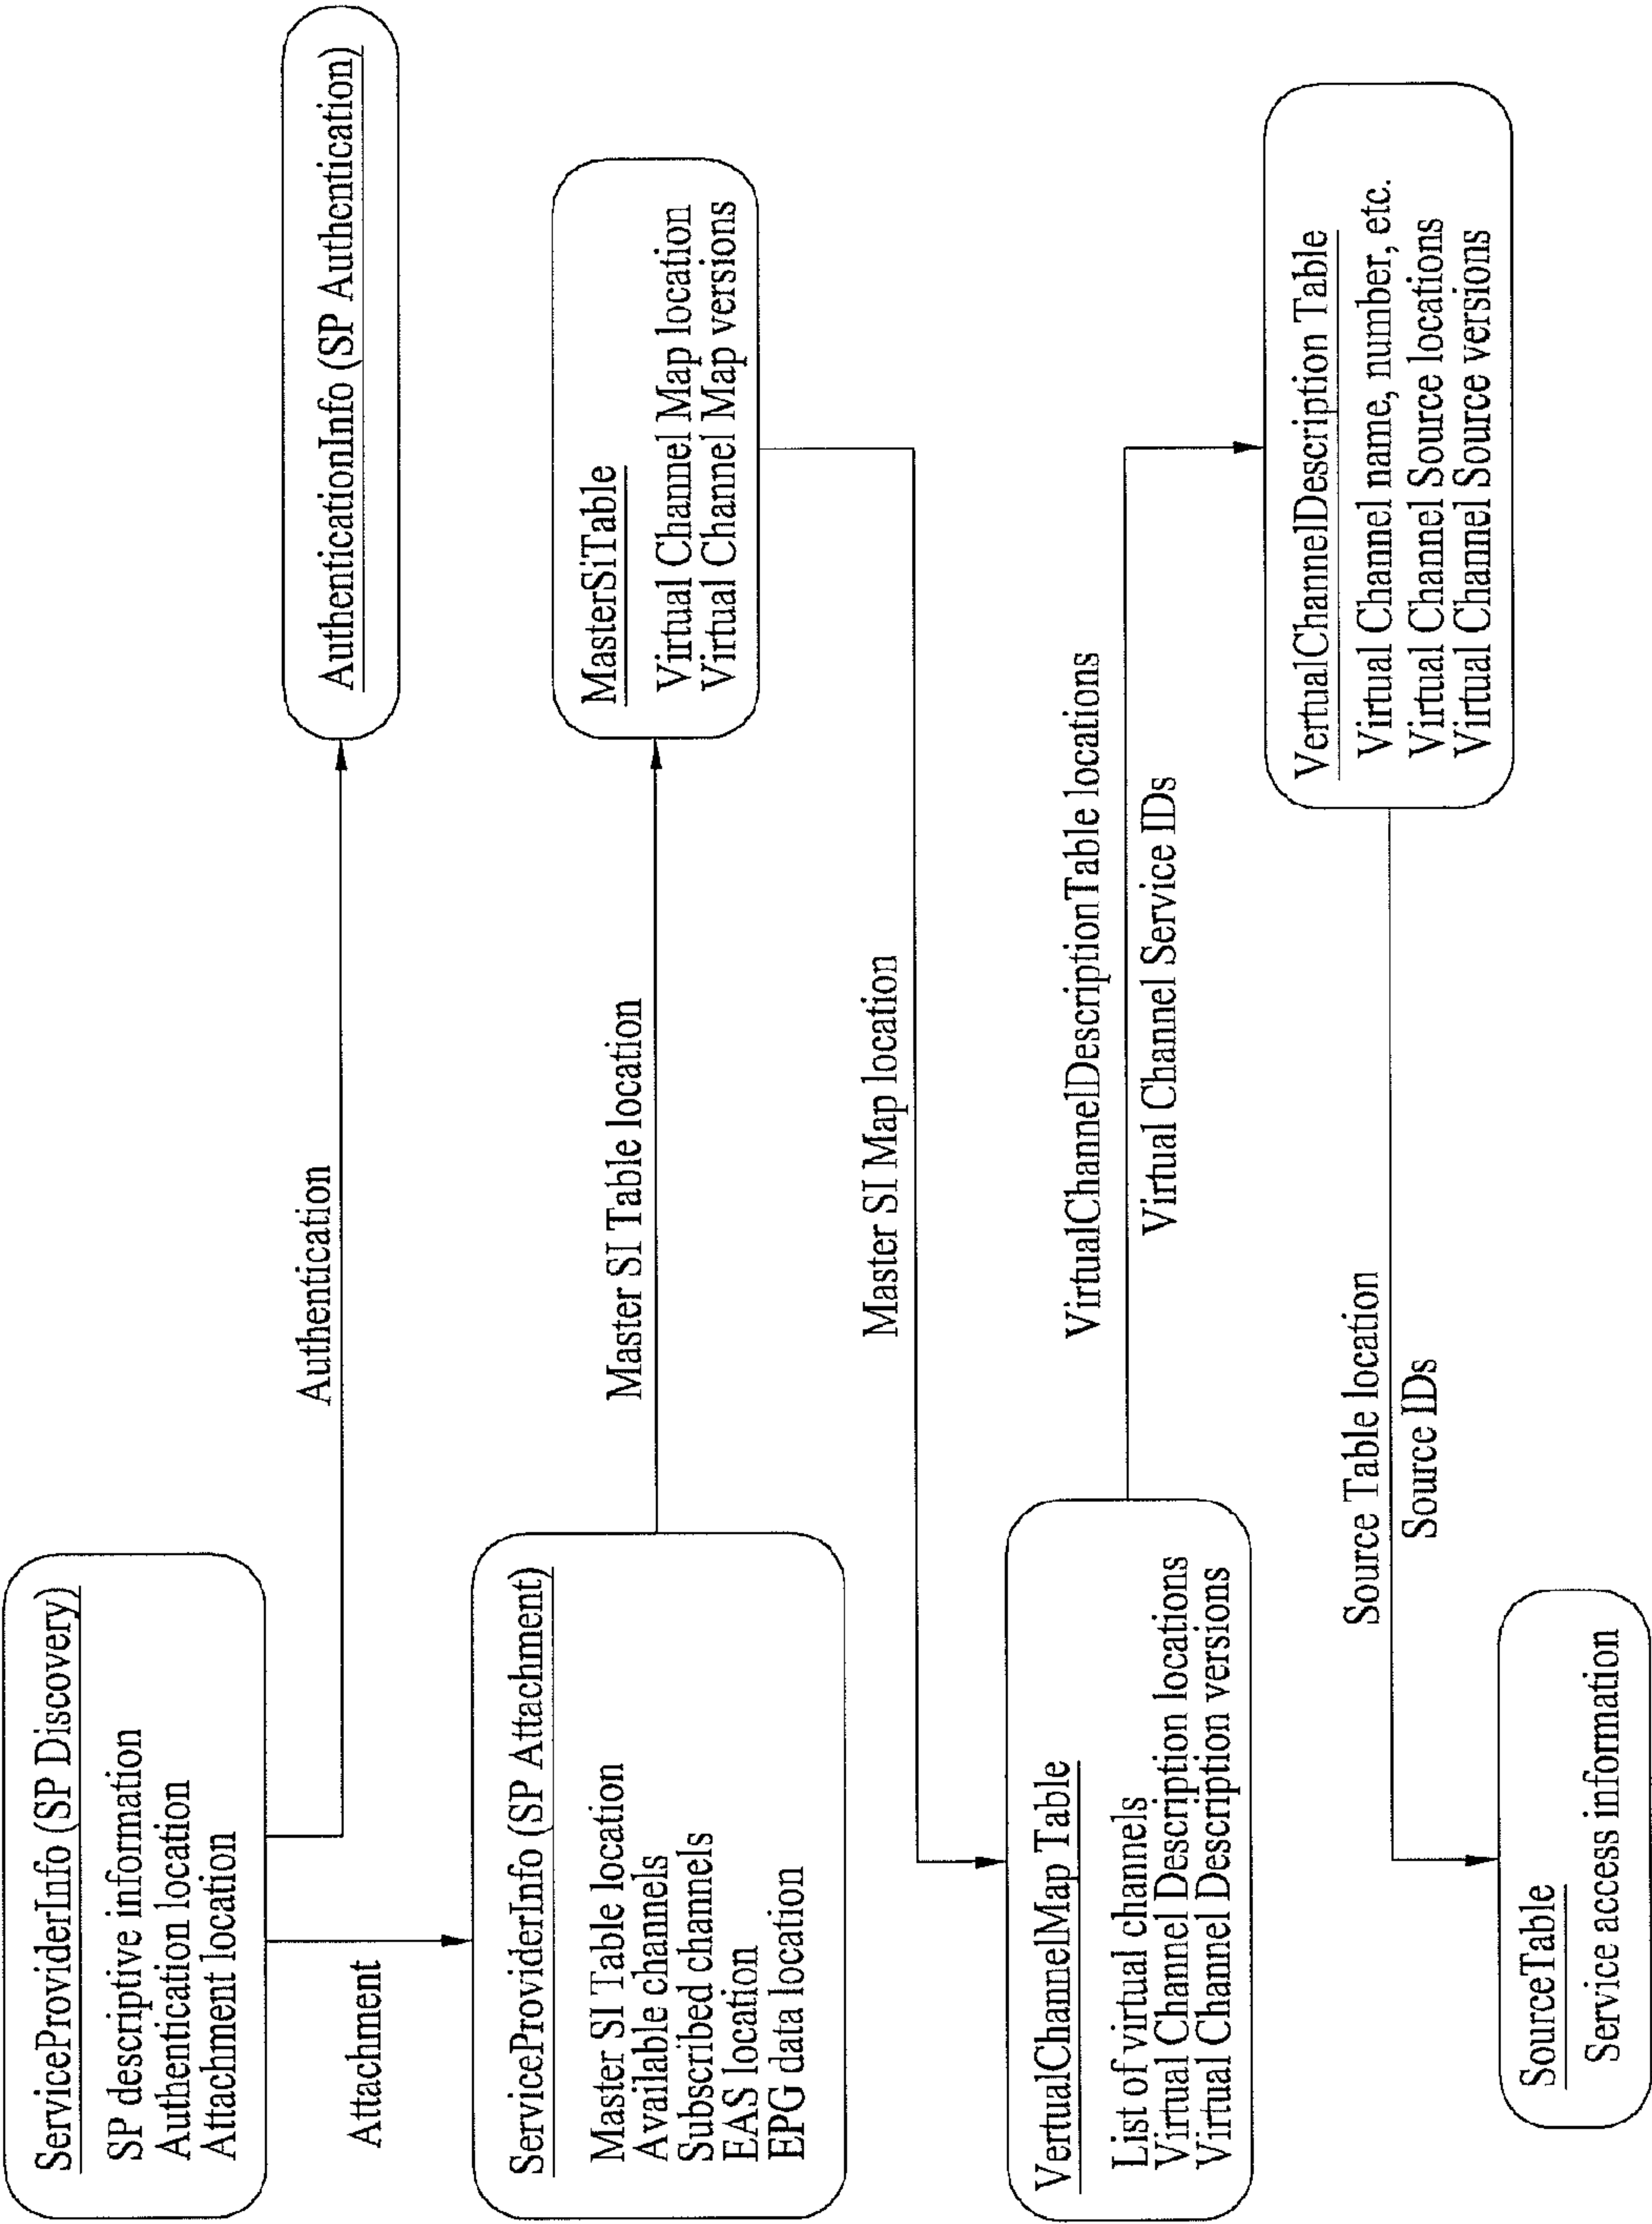 ServiceProviderInfo (SP Discovery)
SP descriptive information
Authentication location
Attachment location
Authentication
AuthenticationInfo (SP Authentication)
Attachment
ServiceProviderInfo (SP Attachment)
Master SI Table location
Available channels
Subscribed channels
EAS location
EPG data location
Master SI Table location
MasterSiTable
Virtual Channel Map location
Virtual Channel Map versions
Master SI Map location
VertualChannelMap Table
List of virtual channels
Virtual Channel Description locations
Virtual Channel Description versions
VirtualChannelDescriptionTable locations
Virtual Channel Service IDs
VertualChannelDescription Table
Virtual Channel name, number, etc.
Virtual Channel Source locations
Virtual Channel Source versions
Source Table location
Source IDs
SourceTable
Service access information